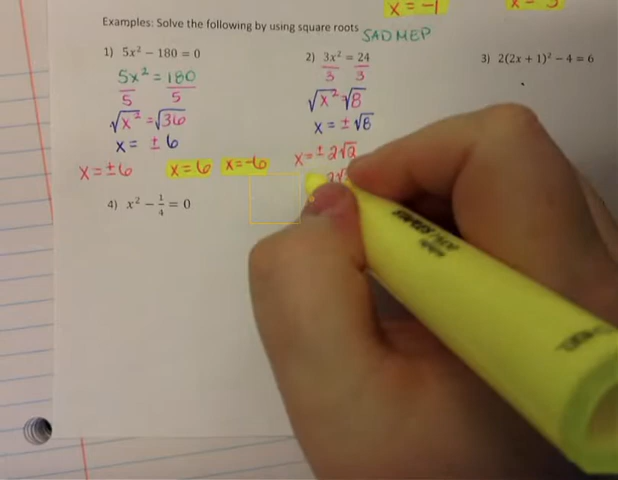 x = -1
Examples: Solve the following by using square roots SADMEP
1) 5x² − 180 = 0
5x² = 180
5 5
√x² = √36
x = ± 6
x = ±6 x = 6 x = -6
2) 3x² = 24
3 3
√x² √8
x = ± √8
x = ± 2√2
3) 2(2x + 1)² − 4 = 6
4) x² − 1/4 = 0
SHARPIE